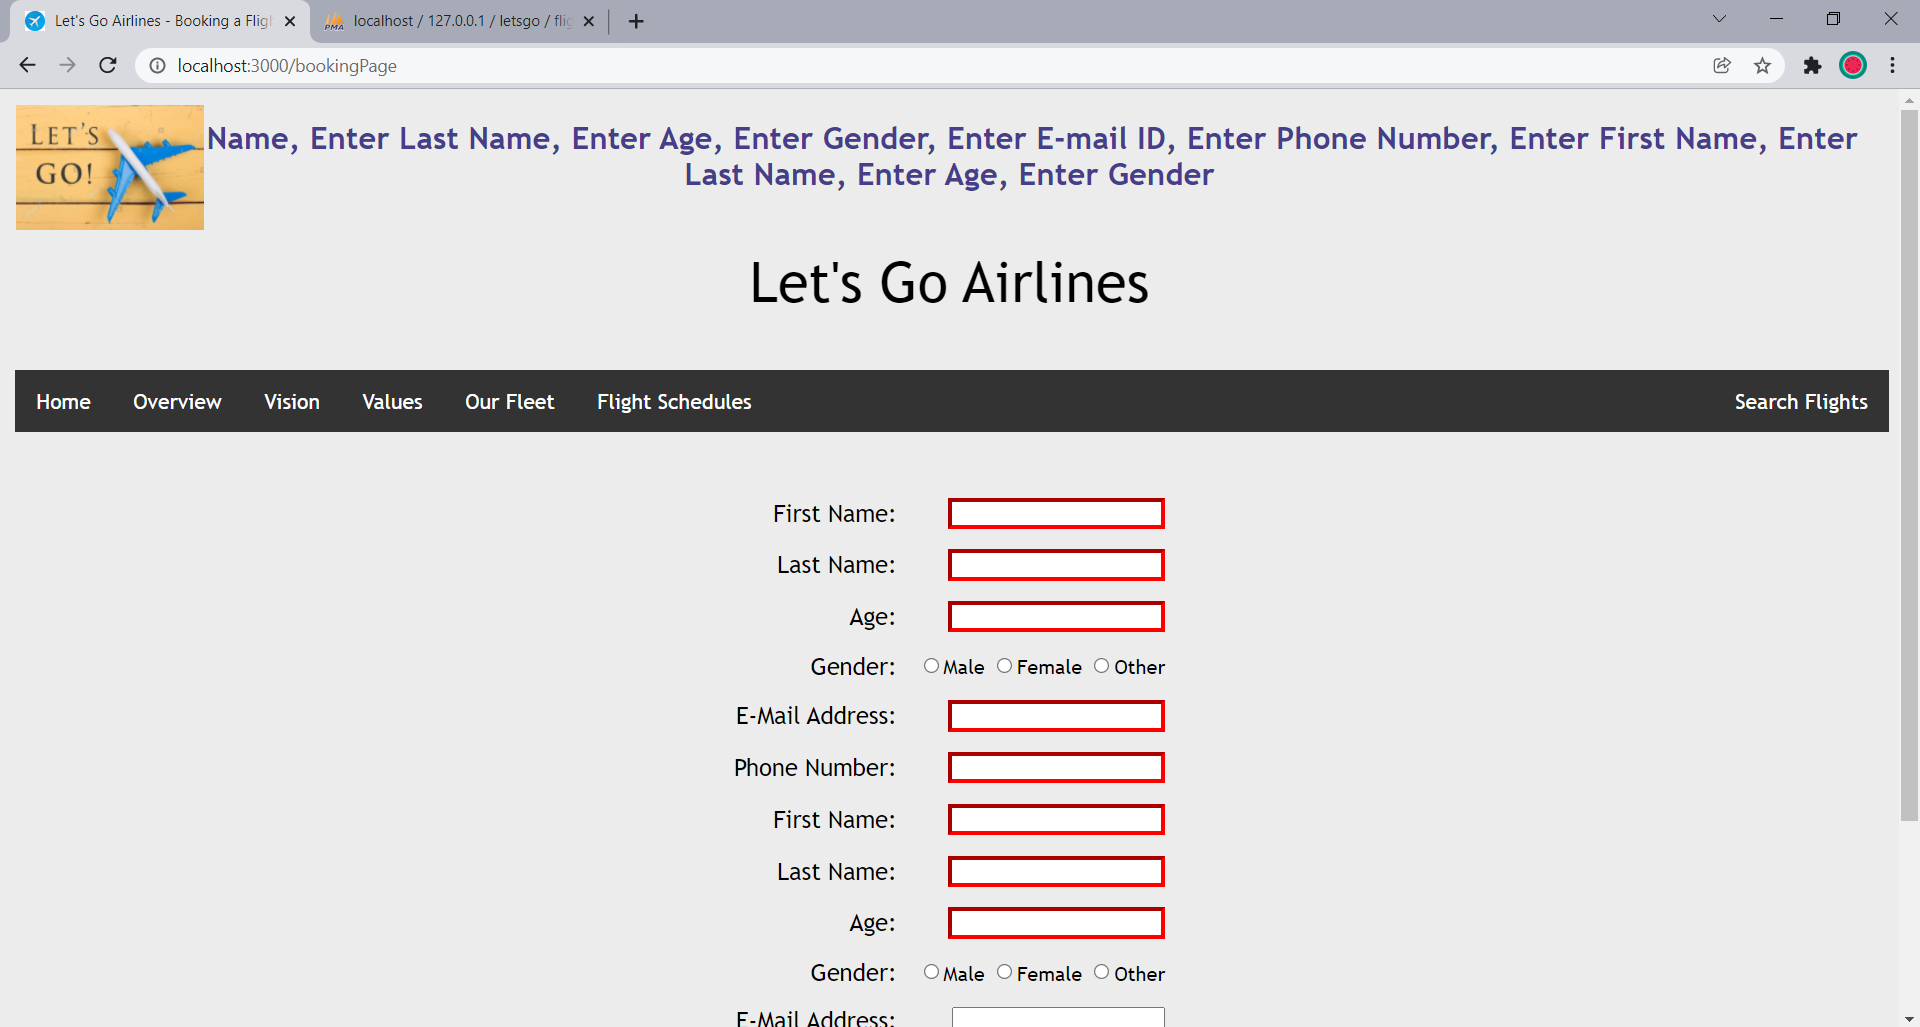 Let's Go Airlines - Booking a Fligh
PMA localhost / 127.0.0.1 / letsgo / flig
localhost:3000/bookingPage
LET'S
GO!
Name, Enter Last Name, Enter Age, Enter Gender, Enter E-mail ID, Enter Phone Number, Enter First Name, Enter
Last Name, Enter Age, Enter Gender
Let's Go Airlines
Home Overview Vision Values Our Fleet Flight Schedules Search Flights
First Name:
Last Name:
Age:
Gender: Male Female Other
E-Mail Address:
Phone Number:
First Name:
Last Name:
Age:
Gender: Male Female Other
E-Mail Address: